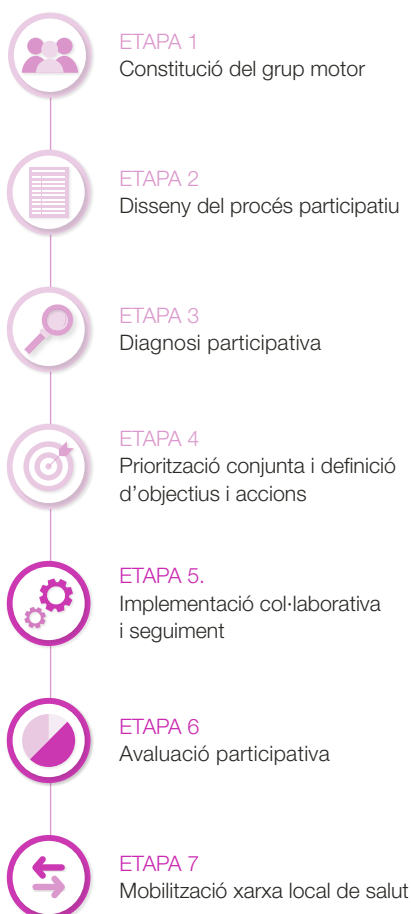 ETAPA 1
Constitució del grup motor
ETAPA 2
Disseny del procés participatiu
ETAPA 3
Diagnosi participativa
ETAPA 4
Priorització conjunta i definició
d’objectius i accions
ETAPA 5.
Implementació col·laborativa
i seguiment
ETAPA 6
Avaluació participativa
ETAPA 7
Mobilització xarxa local de salut